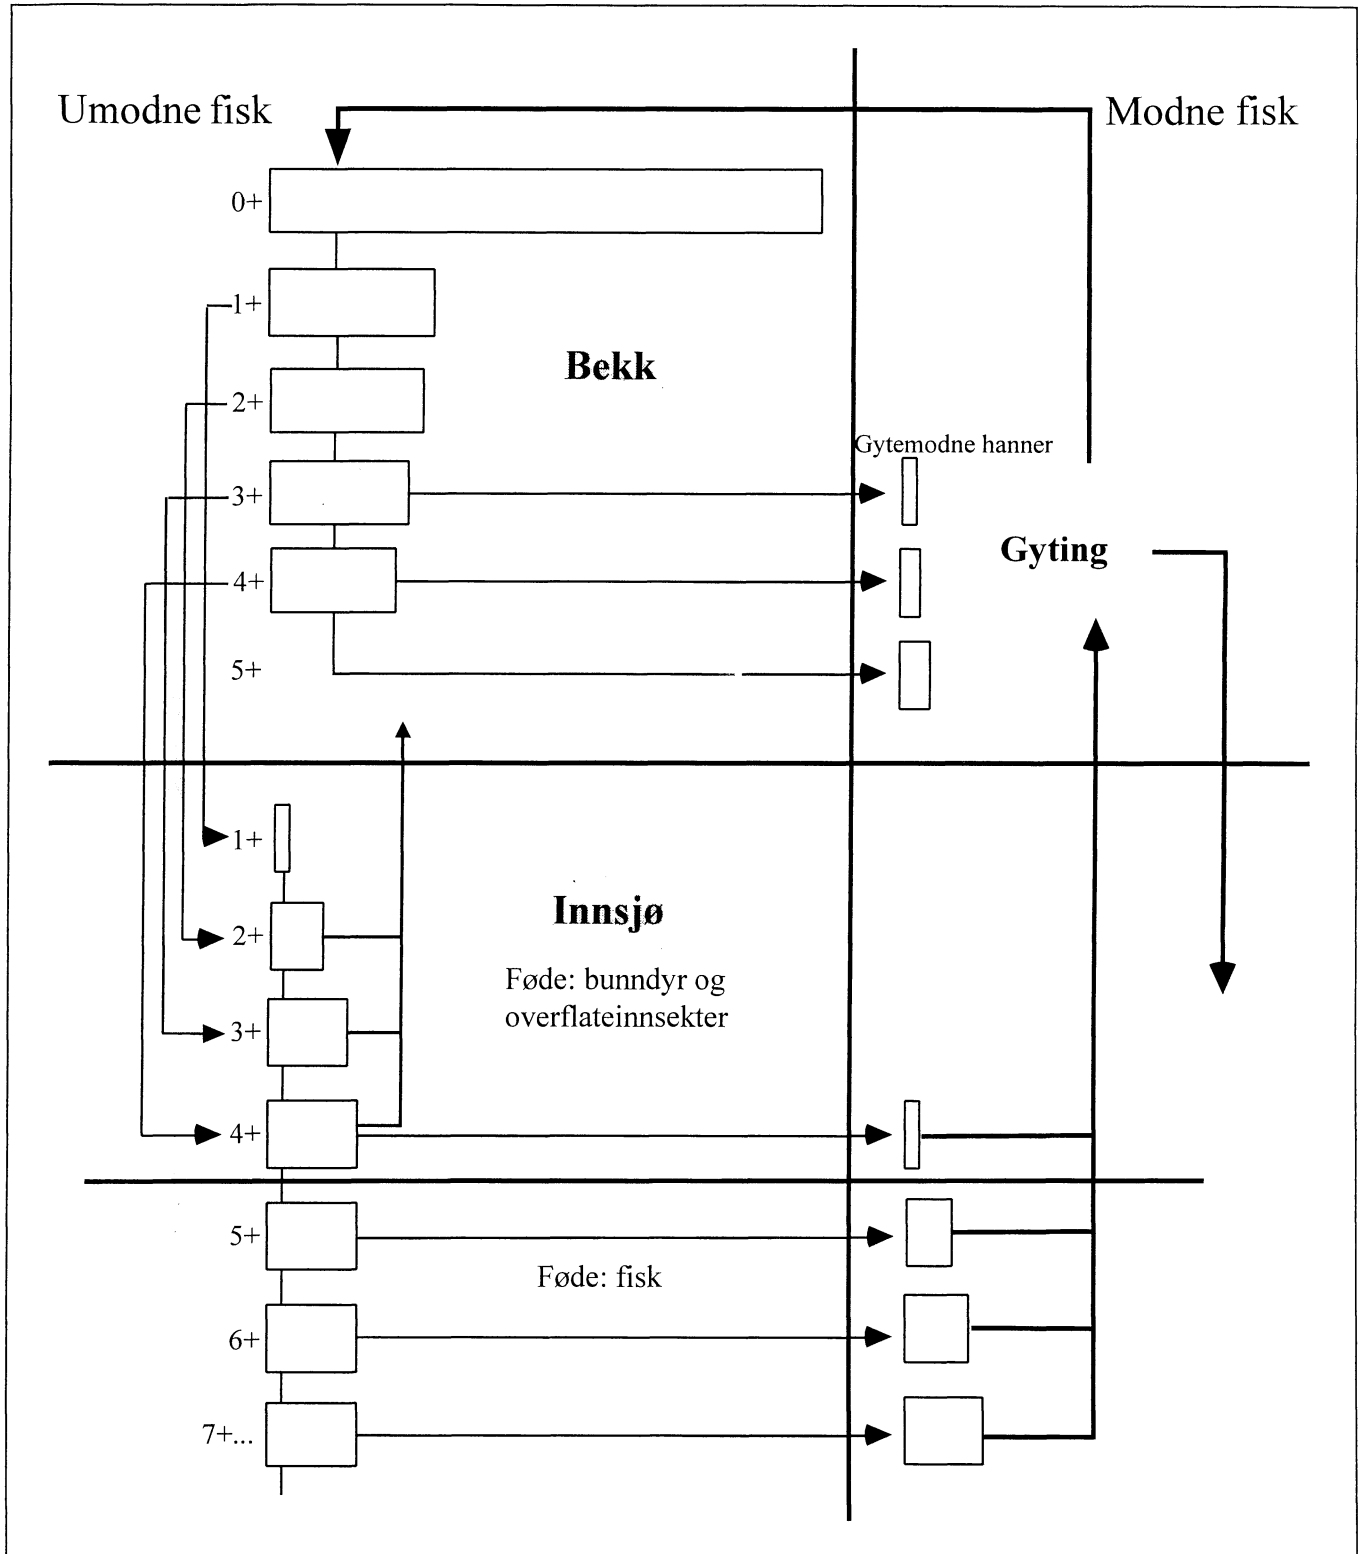 Umodne fisk
Modne fisk
0+
1+
Bekk
2+
Gytemodne hanner
3+
Gyting
4+
5+
1+
Innsjø
2+
Føde: bunndyr og
overflateinnsekter
3+
4+
5+
Føde: fisk
6+
7+...